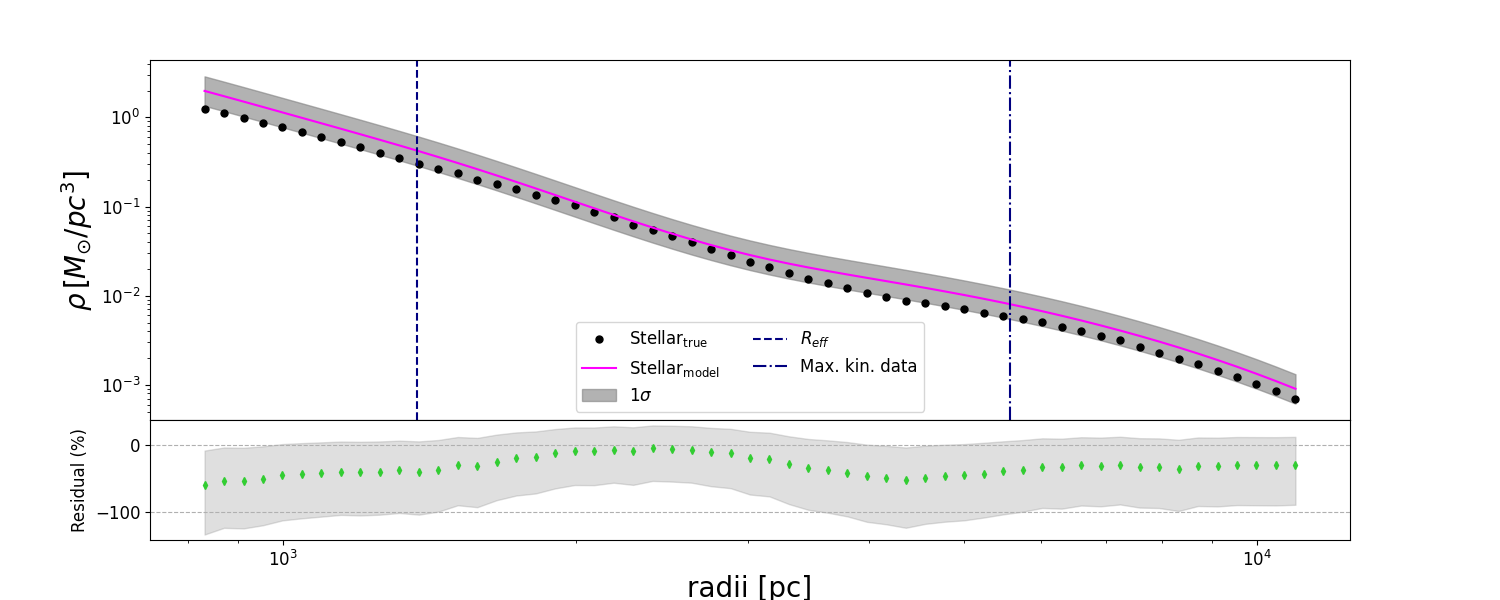 10⁰
10⁻¹
10⁻²
10⁻³
ρ [M⊙/pc³]
Stellar_true
Stellar_model
1σ
R_eff
Max. kin. data
0
−100
Residual (%)
10³
10⁴
radii [pc]